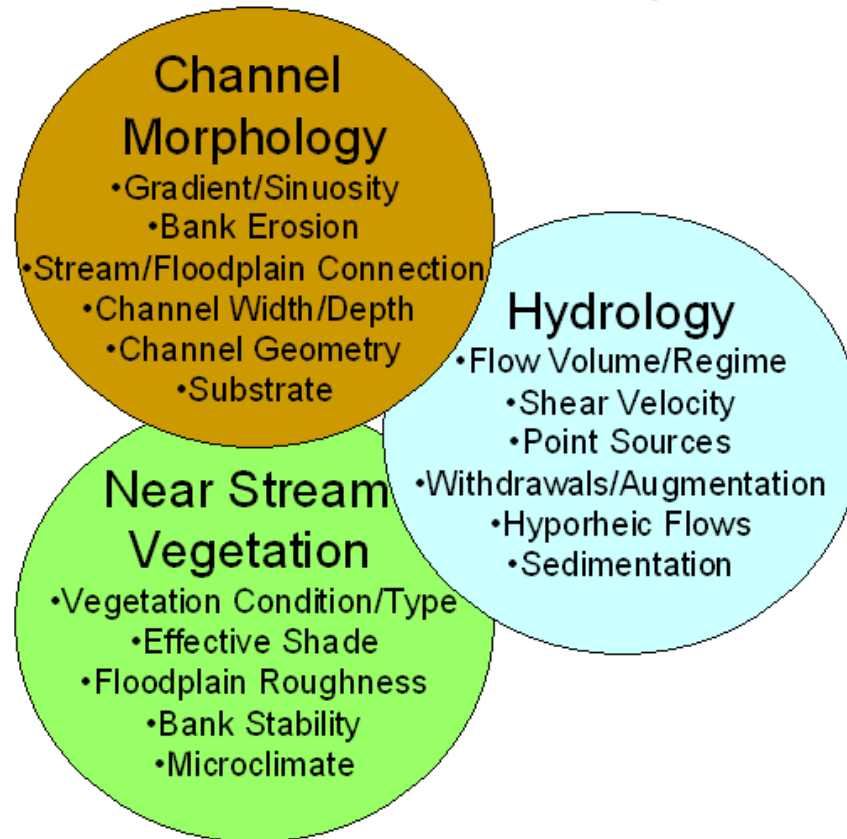 Channel
Morphology
•Gradient/Sinuosity
•Bank Erosion
•Stream/Floodplain Connection
•Channel Width/Depth
•Channel Geometry
•Substrate
Hydrology
•Flow Volume/Regime
•Shear Velocity
•Point Sources
•Withdrawals/Augmentation
•Hyporheic Flows
•Sedimentation
Near Stream
Vegetation
•Vegetation Condition/Type
•Effective Shade
•Floodplain Roughness
•Bank Stability
•Microclimate